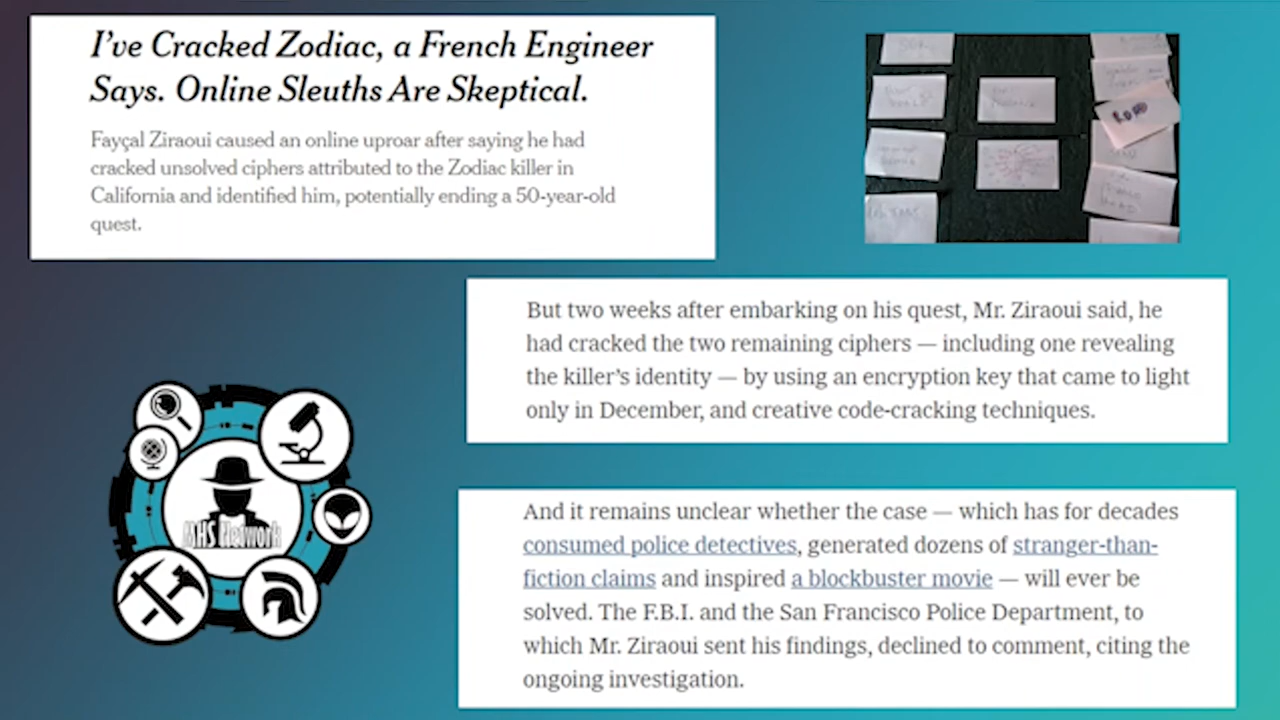 I've Cracked Zodiac, a French Engineer
Says. Online Sleuths Are Skeptical.
Fayçal Ziraoui caused an online uproar after saying he had
cracked unsolved ciphers attributed to the Zodiac killer in
California and identified him, potentially ending a 50-year-old
quest.
But two weeks after embarking on his quest, Mr. Ziraoui said, he
had cracked the two remaining ciphers — including one revealing
the killer's identity — by using an encryption key that came to light
only in December, and creative code-cracking techniques.
MHS Network
And it remains unclear whether the case — which has for decades
consumed police detectives, generated dozens of stranger-than-
fiction claims and inspired a blockbuster movie — will ever be
solved. The F.B.I. and the San Francisco Police Department, to
which Mr. Ziraoui sent his findings, declined to comment, citing the
ongoing investigation.